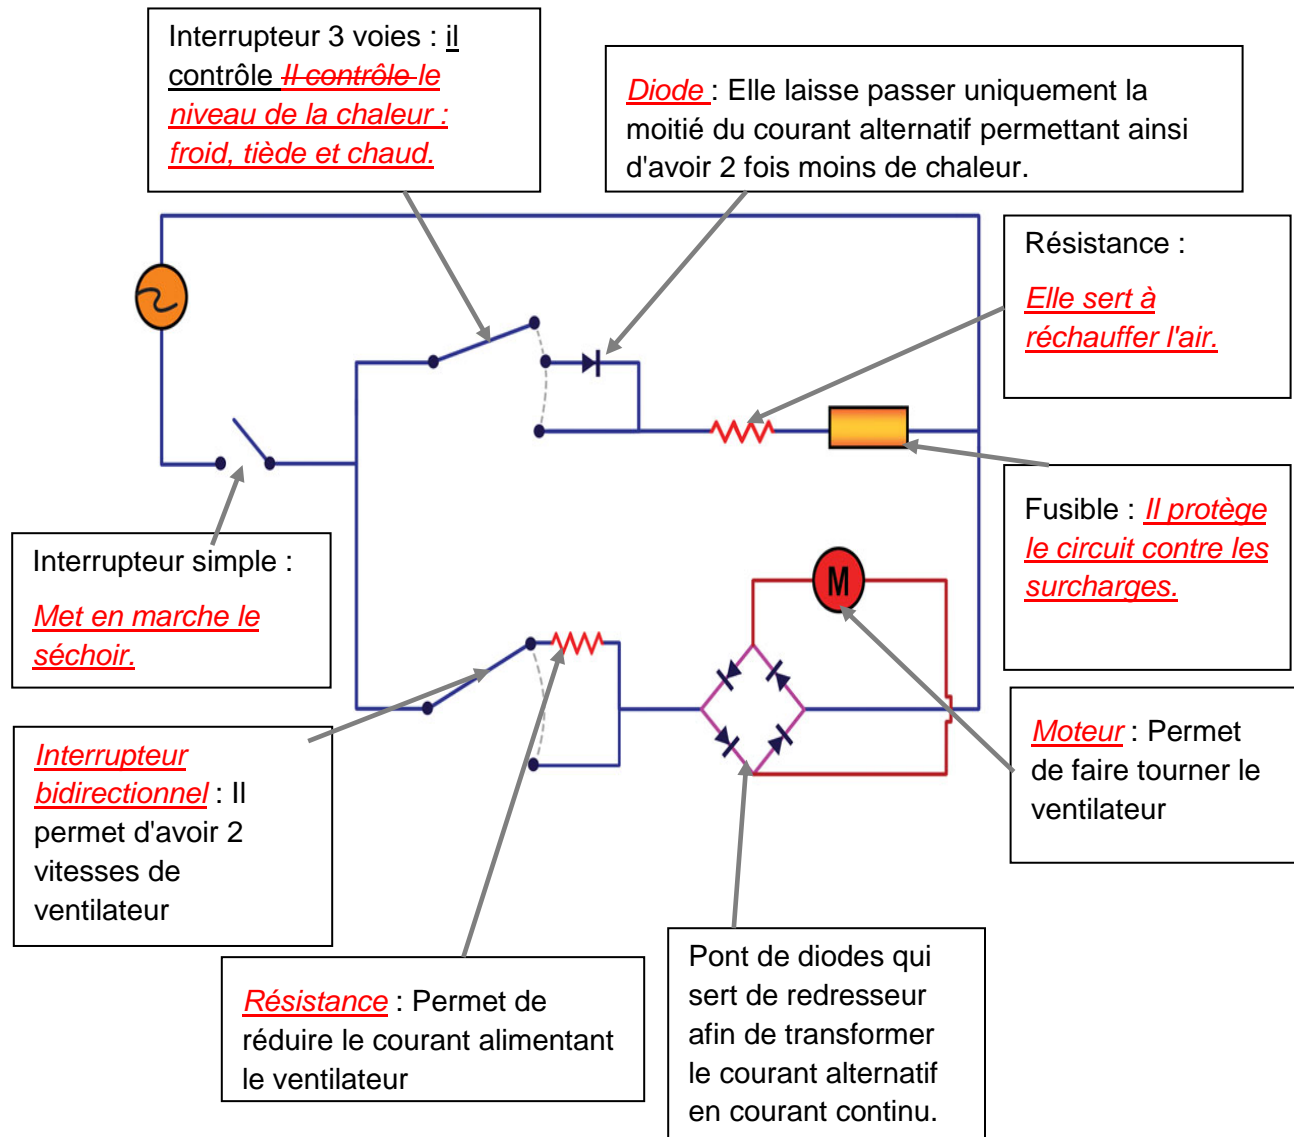 Interrupteur 3 voies : il
contrôle Il contrôle le
niveau de la chaleur :
froid, tiède et chaud.
Diode : Elle laisse passer uniquement la
moitié du courant alternatif permettant ainsi
d'avoir 2 fois moins de chaleur.
Résistance :
Elle sert à
réchauffer l'air.
Fusible : Il protège
le circuit contre les
surcharges.
Interrupteur simple :
Met en marche le
séchoir.
M
Interrupteur
bidirectionnel : Il
permet d'avoir 2
vitesses de
ventilateur
Moteur : Permet
de faire tourner le
ventilateur
Résistance : Permet de
réduire le courant alimentant
le ventilateur
Pont de diodes qui
sert de redresseur
afin de transformer
le courant alternatif
en courant continu.